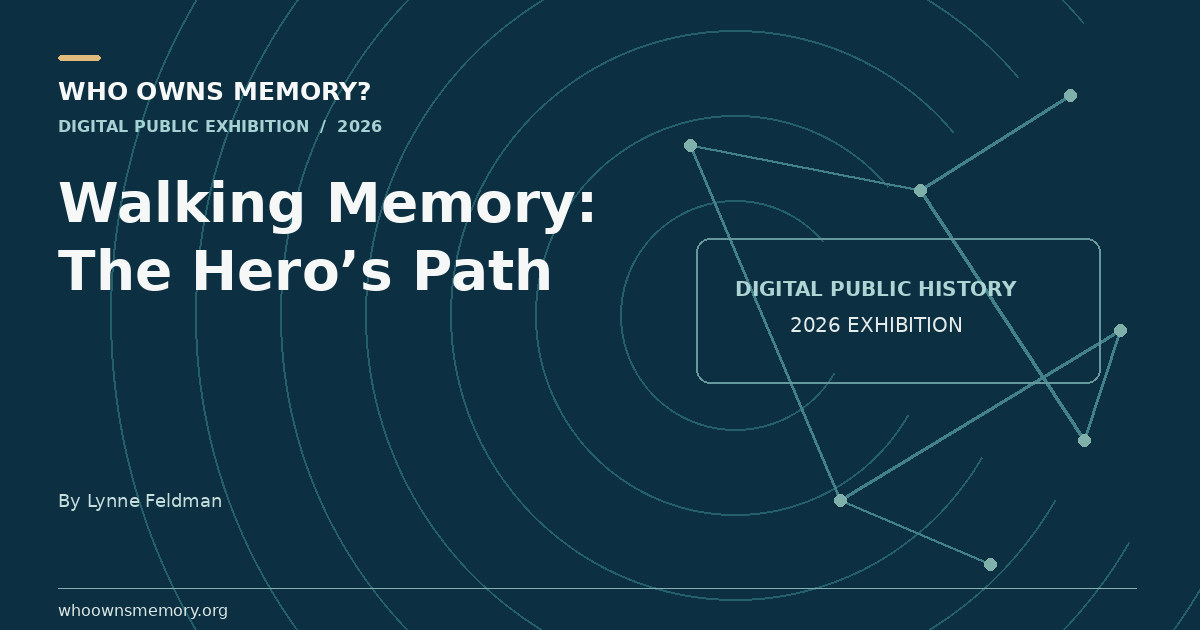 WHO OWNS MEMORY?
DIGITAL PUBLIC EXHIBITION / 2026
Walking Memory:
The Hero’s Path
DIGITAL PUBLIC HISTORY
2026 EXHIBITION
By Lynne Feldman
whoownsmemory.org